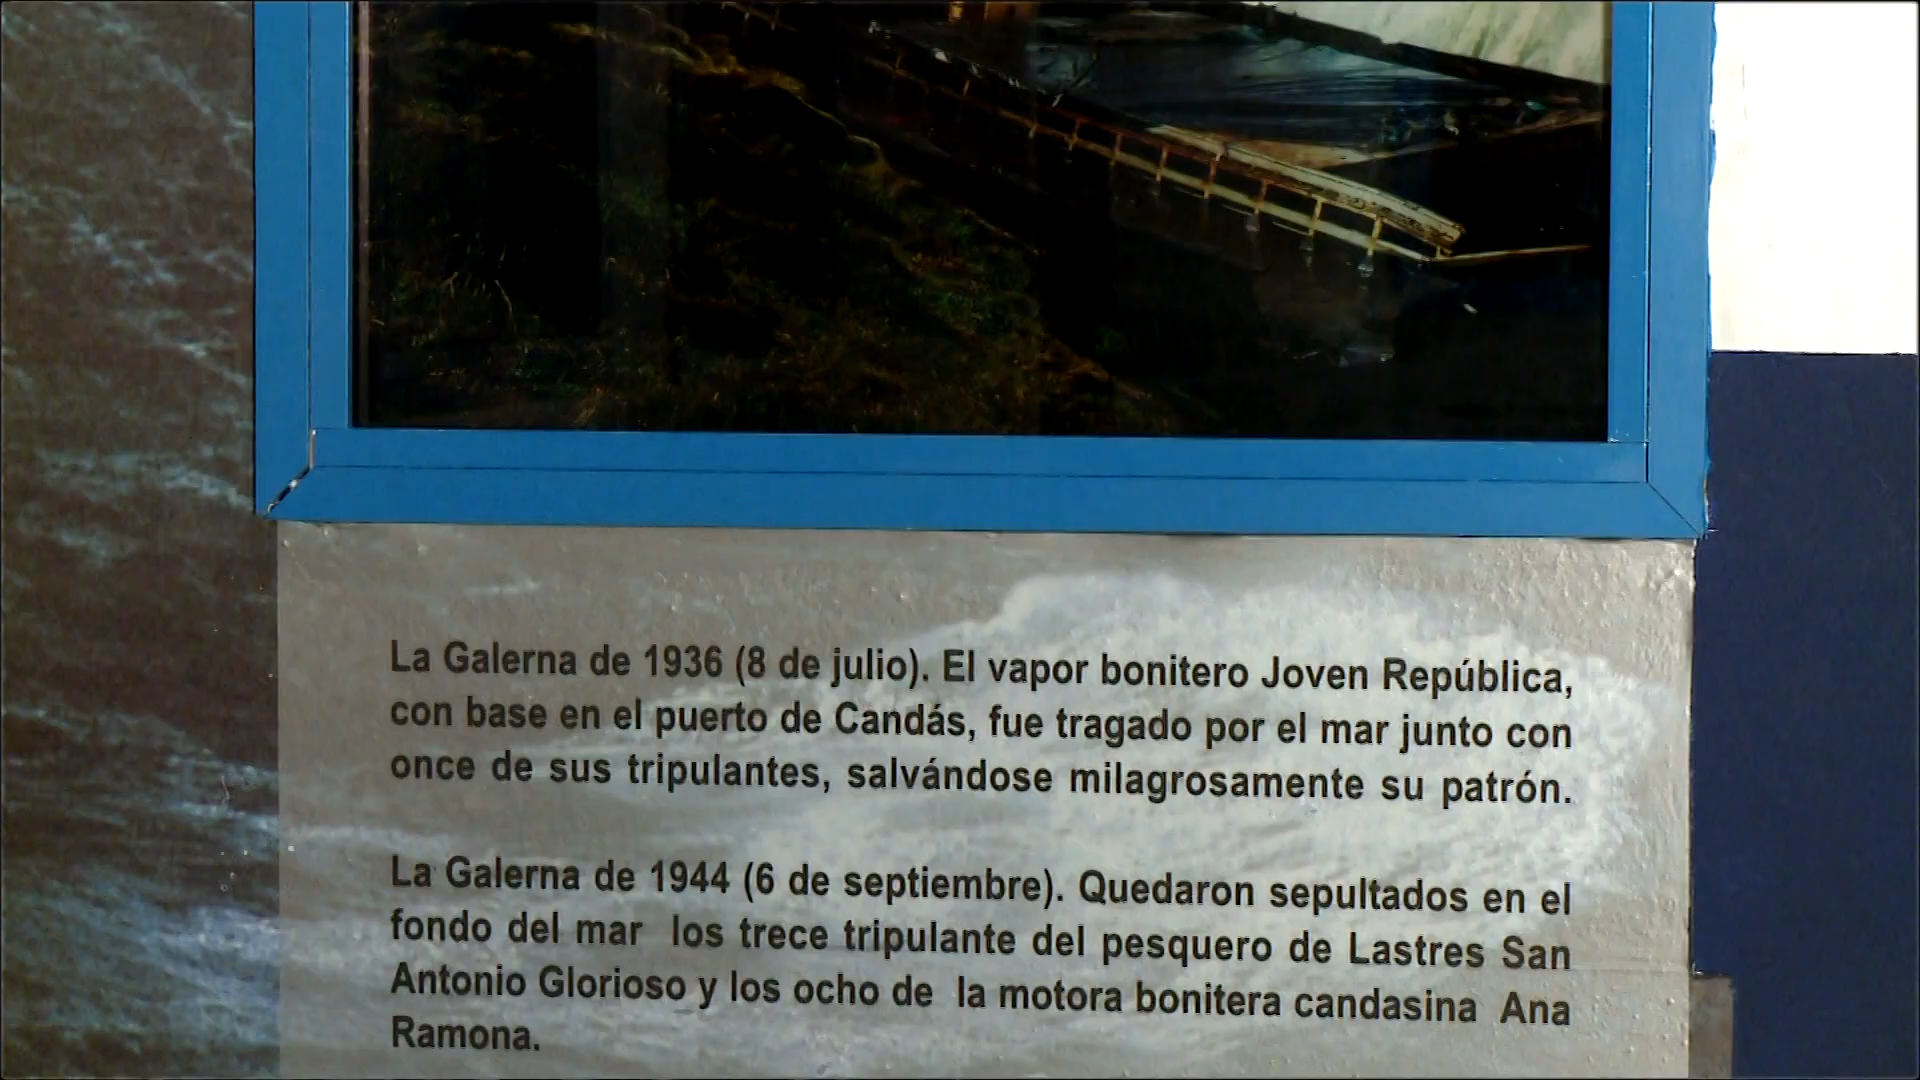 La Galerna de 1936 (8 de julio). El vapor bonitero Joven República,
con base en el puerto de Candás, fue tragado por el mar junto con
once de sus tripulantes, salvándose milagrosamente su patrón.
La Galerna de 1944 (6 de septiembre). Quedaron sepultados en el
fondo del mar los trece tripulante del pesquero de Lastres San
Antonio Glorioso y los ocho de la motora bonitera candasina Ana
Ramona.